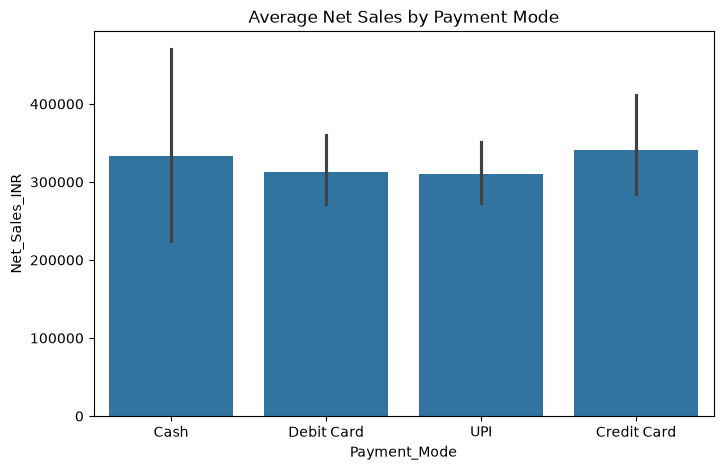 Average Net Sales by Payment Mode
Net_Sales_INR
400000
300000
200000
100000
0
Cash Debit Card UPI Credit Card
Payment_Mode